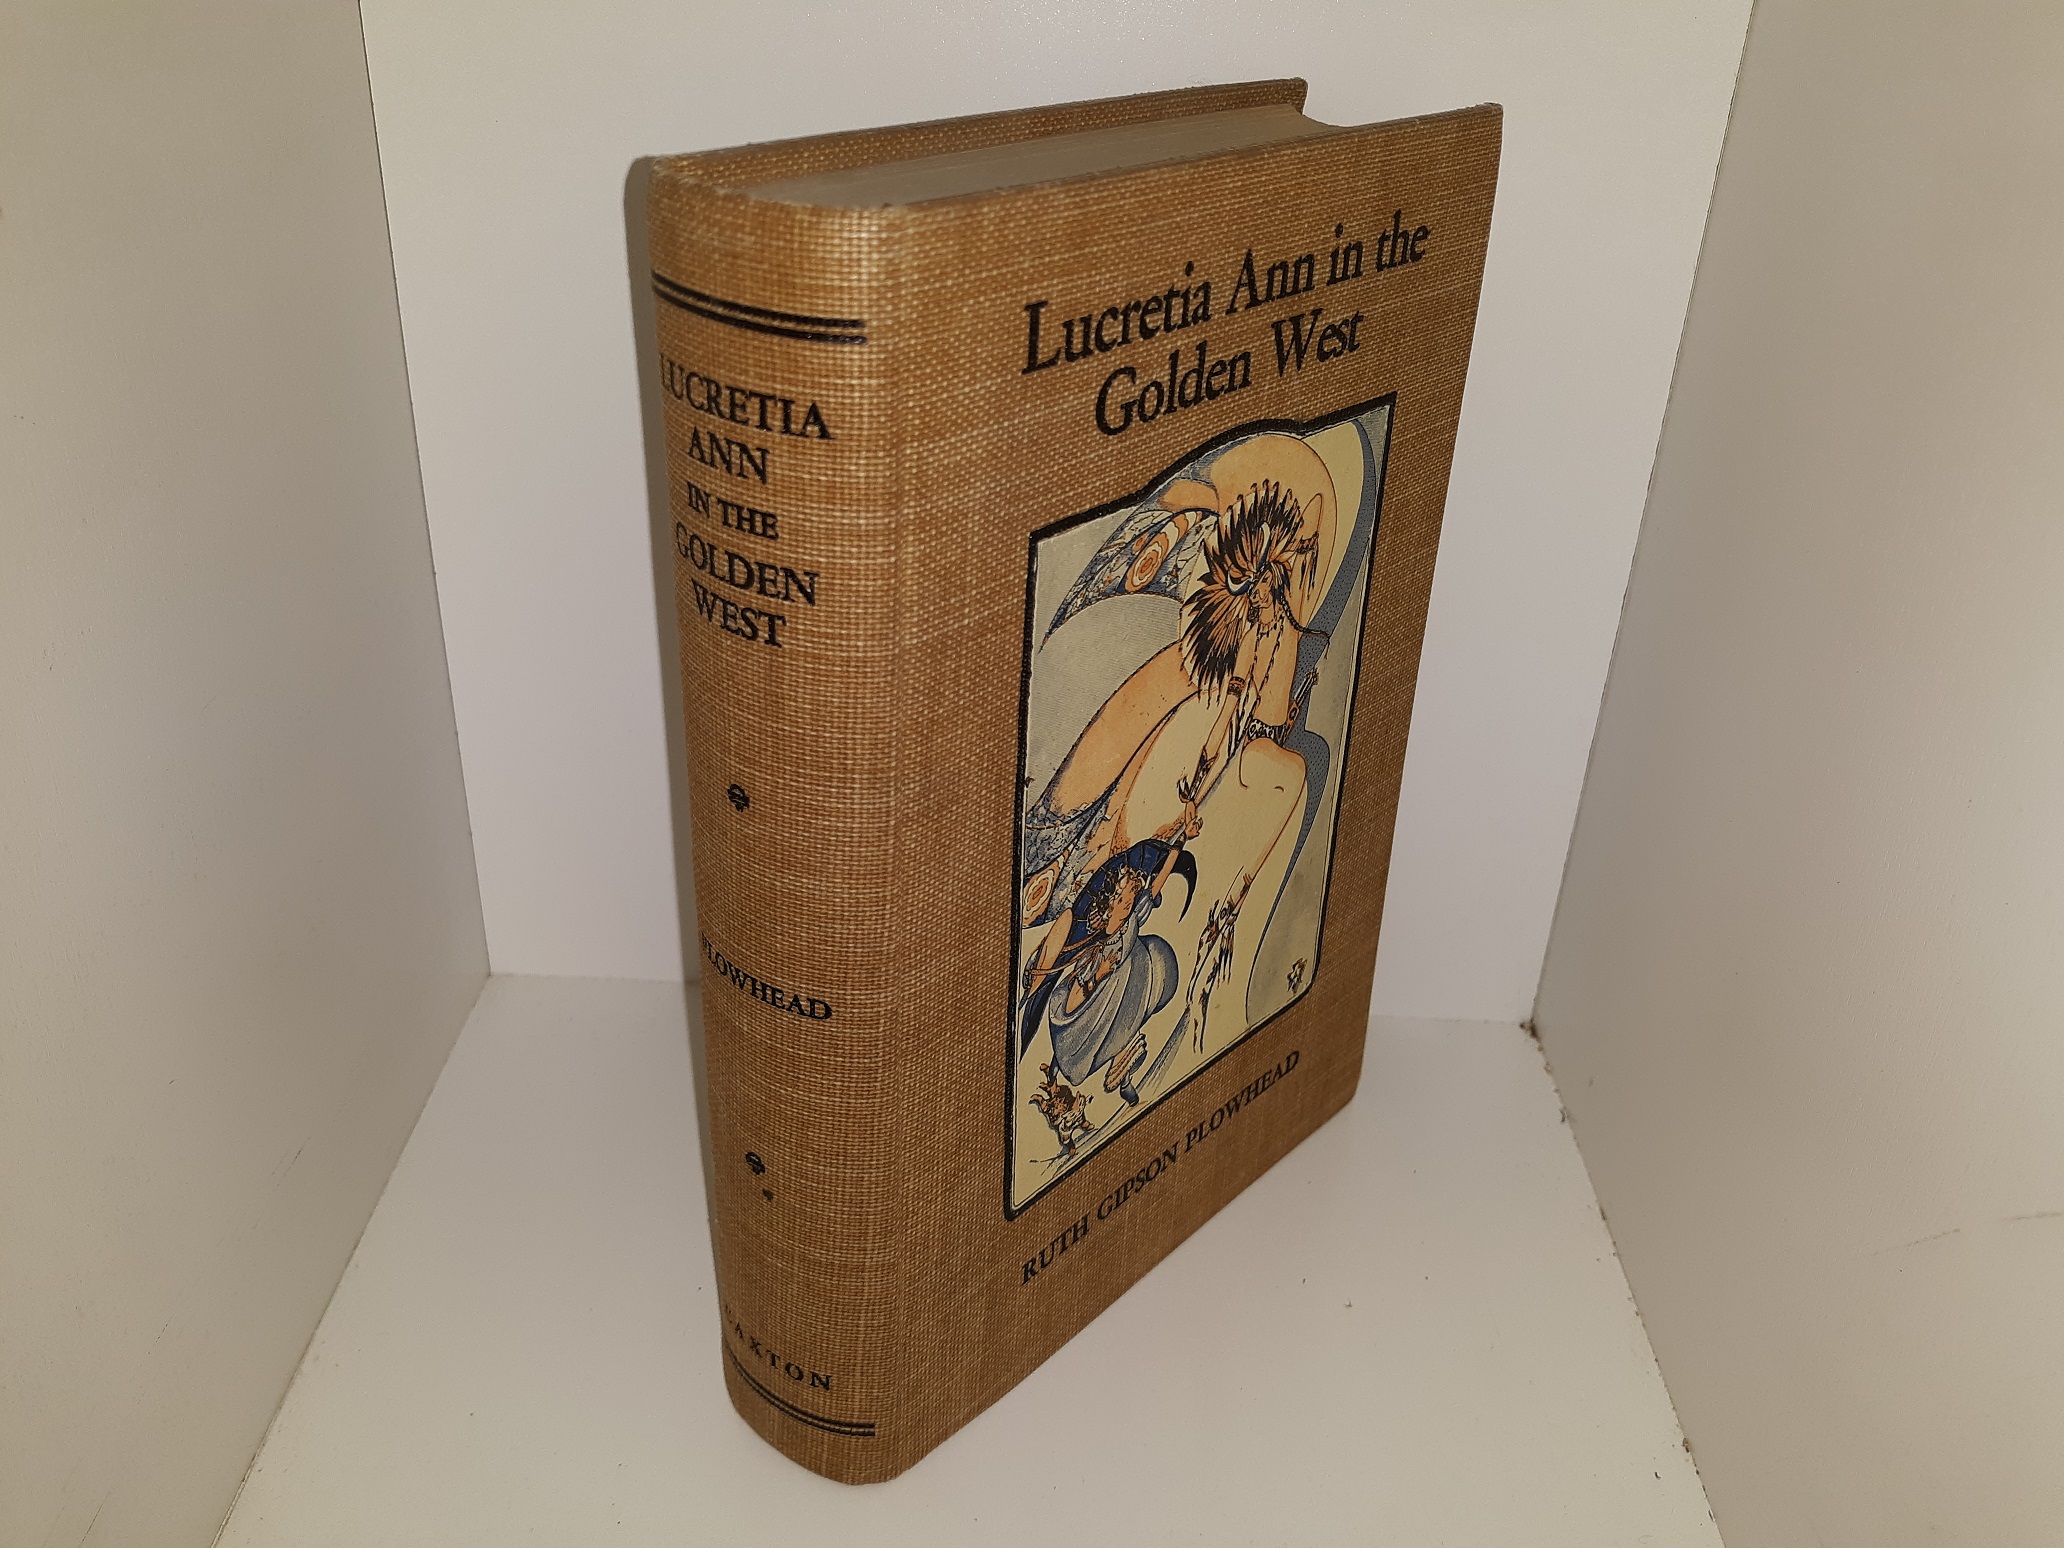 LUCRETIA
ANN
IN THE
GOLDEN
WEST
PLOWHEAD
CAXTON
Lucretia Ann in the
Golden West
RUTH GIPSON PLOWHEAD